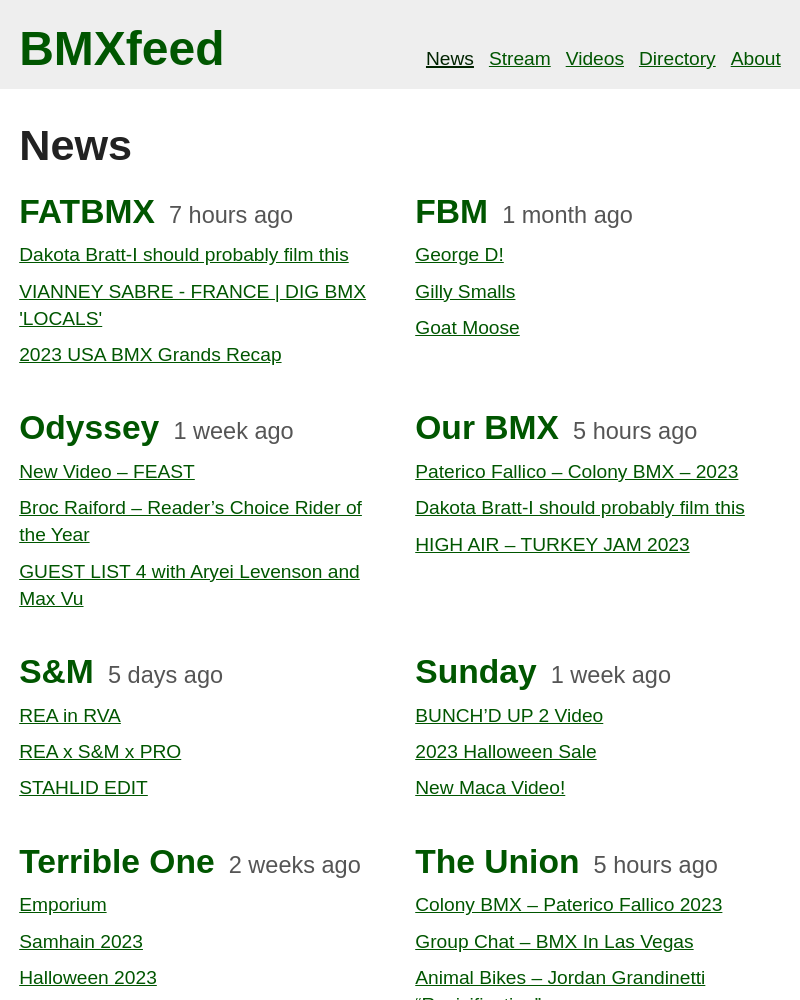 BMXfeed
News Stream Videos Directory About
News
FATBMX 7 hours ago
Dakota Bratt-I should probably film this
VIANNEY SABRE - FRANCE | DIG BMX
'LOCALS'
2023 USA BMX Grands Recap
FBM 1 month ago
George D!
Gilly Smalls
Goat Moose
Odyssey 1 week ago
New Video – FEAST
Broc Raiford – Reader’s Choice Rider of
the Year
GUEST LIST 4 with Aryei Levenson and
Max Vu
Our BMX 5 hours ago
Paterico Fallico – Colony BMX – 2023
Dakota Bratt-I should probably film this
HIGH AIR – TURKEY JAM 2023
S&M 5 days ago
REA in RVA
REA x S&M x PRO
STAHLID EDIT
Sunday 1 week ago
BUNCH’D UP 2 Video
2023 Halloween Sale
New Maca Video!
Terrible One 2 weeks ago
Emporium
Samhain 2023
Halloween 2023
The Union 5 hours ago
Colony BMX – Paterico Fallico 2023
Group Chat – BMX In Las Vegas
Animal Bikes – Jordan Grandinetti